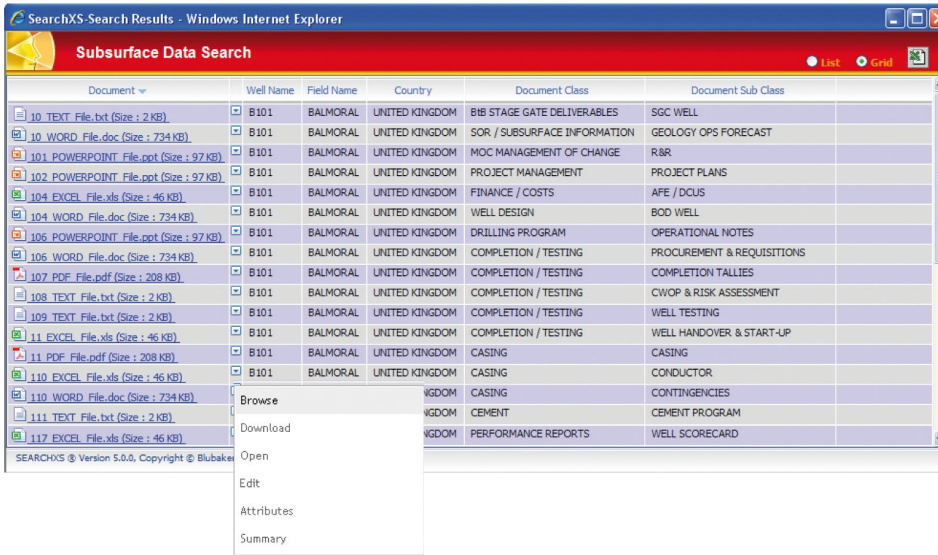 SearchXS-Search Results - Windows Internet Explorer
Subsurface Data Search
List Grid
Document Well Name Field Name Country Document Class Document Sub Class
10_TEXT_File.txt (Size : 2 KB) B101 BALMORAL UNITED KINGDOM BtB STAGE GATE DELIVERABLES SGC WELL
10_WORD_File.doc (Size : 734 KB) B101 BALMORAL UNITED KINGDOM SOR / SUBSURFACE INFORMATION GEOLOGY OPS FORECAST
101_POWERPOINT_File.ppt (Size : 97 KB) B101 BALMORAL UNITED KINGDOM MOC MANAGEMENT OF CHANGE R&R
102_POWERPOINT_File.ppt (Size : 97 KB) B101 BALMORAL UNITED KINGDOM PROJECT MANAGEMENT PROJECT PLANS
104_EXCEL_File.xls (Size : 46 KB) B101 BALMORAL UNITED KINGDOM FINANCE / COSTS AFE / DCUS
104_WORD_File.doc (Size : 734 KB) B101 BALMORAL UNITED KINGDOM WELL DESIGN BOD WELL
106_POWERPOINT_File.ppt (Size : 97 KB) B101 BALMORAL UNITED KINGDOM DRILLING PROGRAM OPERATIONAL NOTES
106_WORD_File.doc (Size : 734 KB) B101 BALMORAL UNITED KINGDOM COMPLETION / TESTING PROCUREMENT & REQUISITIONS
107_PDF_File.pdf (Size : 208 KB) B101 BALMORAL UNITED KINGDOM COMPLETION / TESTING COMPLETION TALLIES
108_TEXT_File.txt (Size : 2 KB) B101 BALMORAL UNITED KINGDOM COMPLETION / TESTING CWOP & RISK ASSESSMENT
109_TEXT_File.txt (Size : 2 KB) B101 BALMORAL UNITED KINGDOM COMPLETION / TESTING WELL TESTING
11_EXCEL_File.xls (Size : 46 KB) B101 BALMORAL UNITED KINGDOM COMPLETION / TESTING WELL HANDOVER & START-UP
11_PDF_File.pdf (Size : 208 KB) B101 BALMORAL UNITED KINGDOM CASING CASING
110_EXCEL_File.xls (Size : 46 KB) B101 BALMORAL UNITED KINGDOM CASING CONDUCTOR
110_WORD_File.doc (Size : 734 KB) NGDOM CASING CONTINGENCIES
111_TEXT_File.txt (Size : 2 KB) NGDOM CEMENT CEMENT PROGRAM
117_EXCEL_File.xls (Size : 46 KB) NGDOM PERFORMANCE REPORTS WELL SCORECARD
SEARCHXS ® Version 5.0.0, Copyright © Blubaker
Browse
Download
Open
Edit
Attributes
Summary